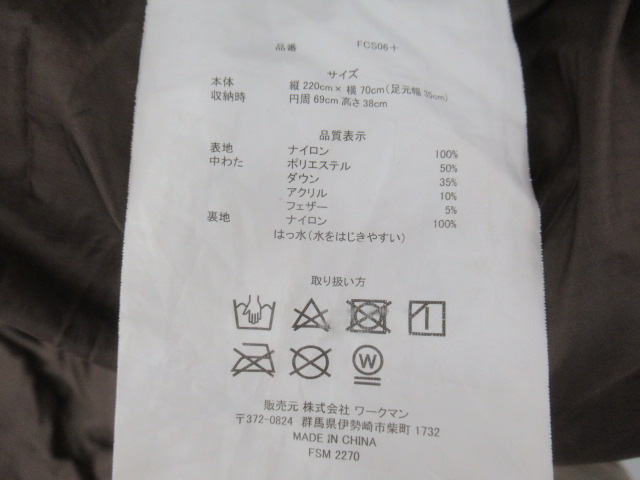 品番 FCS06+
サイズ
本体 縦 220cm× 横 70cm(足元幅 35cm)
収納時 円周 69cm 高さ 38cm
品質表示
表地 ナイロン 100%
中わた ポリエステル 50%
ダウン 35%
アクリル 10%
フェザー 5%
裏地 ナイロン 100%
はっ水(水をはじきやすい)
取り扱い方
W
販売元 株式会社 ワークマン
〒372-0824 群馬県伊勢崎市柴町 1732
MADE IN CHINA
FSM 2270